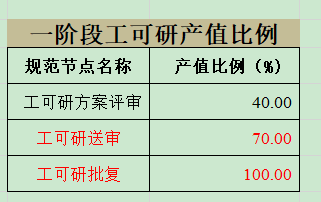 一阶段工可研产值比例
规范节点名称 产值比例（%）
工可研方案评审 40.00
工可研送审 70.00
工可研批复 100.00